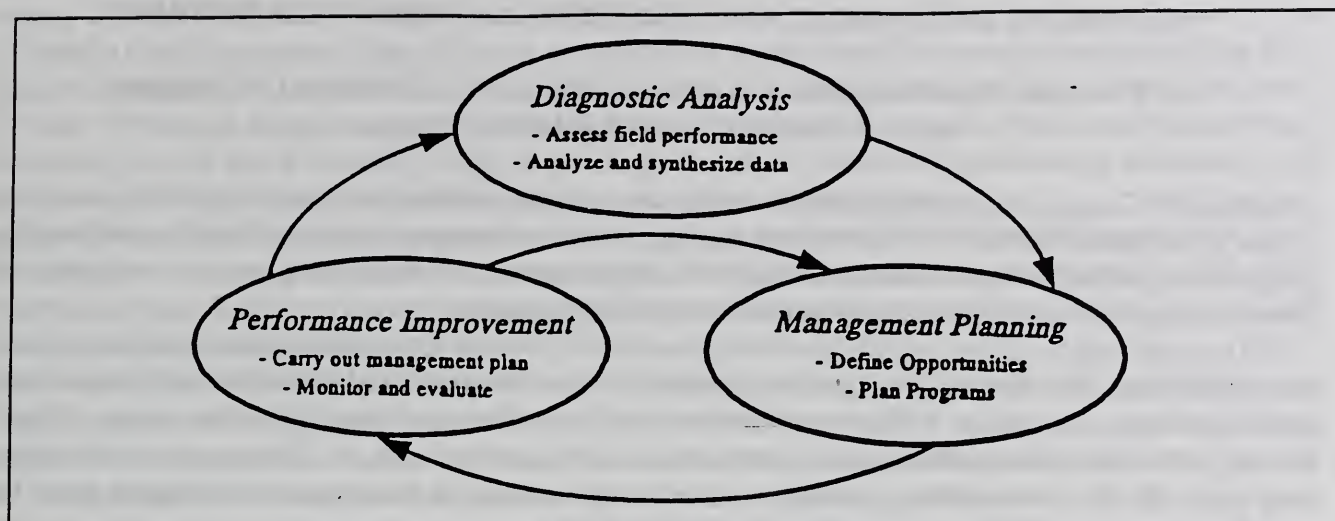 Diagnostic Analysis
- Assess field performance
- Analyze and synthesize data
Performance Improvement
- Carry out management plan
- Monitor and evaluate
Management Planning
- Define Opportunities
- Plan Programs